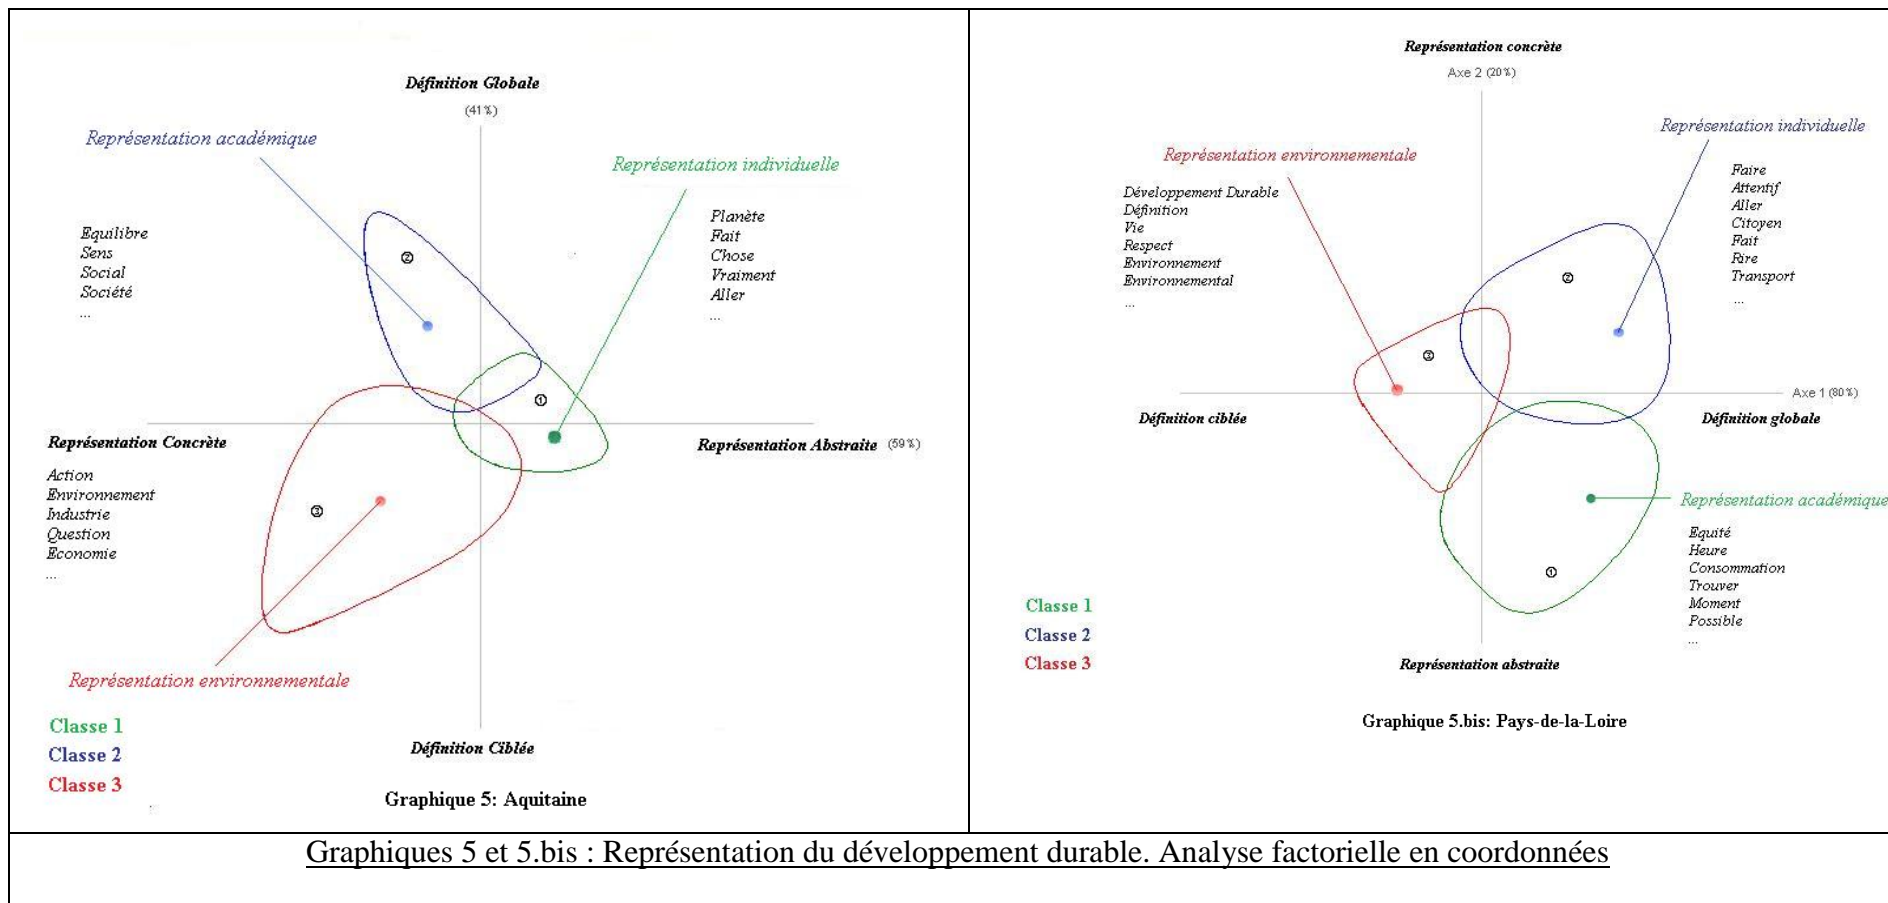 Définition Globale
(41%)
Représentation académique
Représentation individuelle
Equilibre
Sens
Social
Société
...
Planète
Fait
Chose
Vraiment
Aller
...
②
①
Représentation Concrète
Représentation Abstraite (59%)
Action
Environnement
Industrie
Question
Economie
...
③
Représentation environnementale
Classe 1
Classe 2
Classe 3
Définition Ciblée
Graphique 5: Aquitaine
Représentation concrète
Axe 2 (20%)
Représentation individuelle
Représentation environnementale
Développement Durable
Définition
Vie
Respect
Environnement
Environnemental
...
Faire
Attentif
Aller
Citoyen
Fait
Rire
Transport
...
②
③
Axe 1 (80%)
Définition ciblée
Définition globale
Représentation académique
Equité
Heure
Consommation
Trouver
Moment
Possible
...
①
Classe 1
Classe 2
Classe 3
Représentation abstraite
Graphique 5.bis: Pays-de-la-Loire
Graphiques 5 et 5.bis : Représentation du développement durable. Analyse factorielle en coordonnées